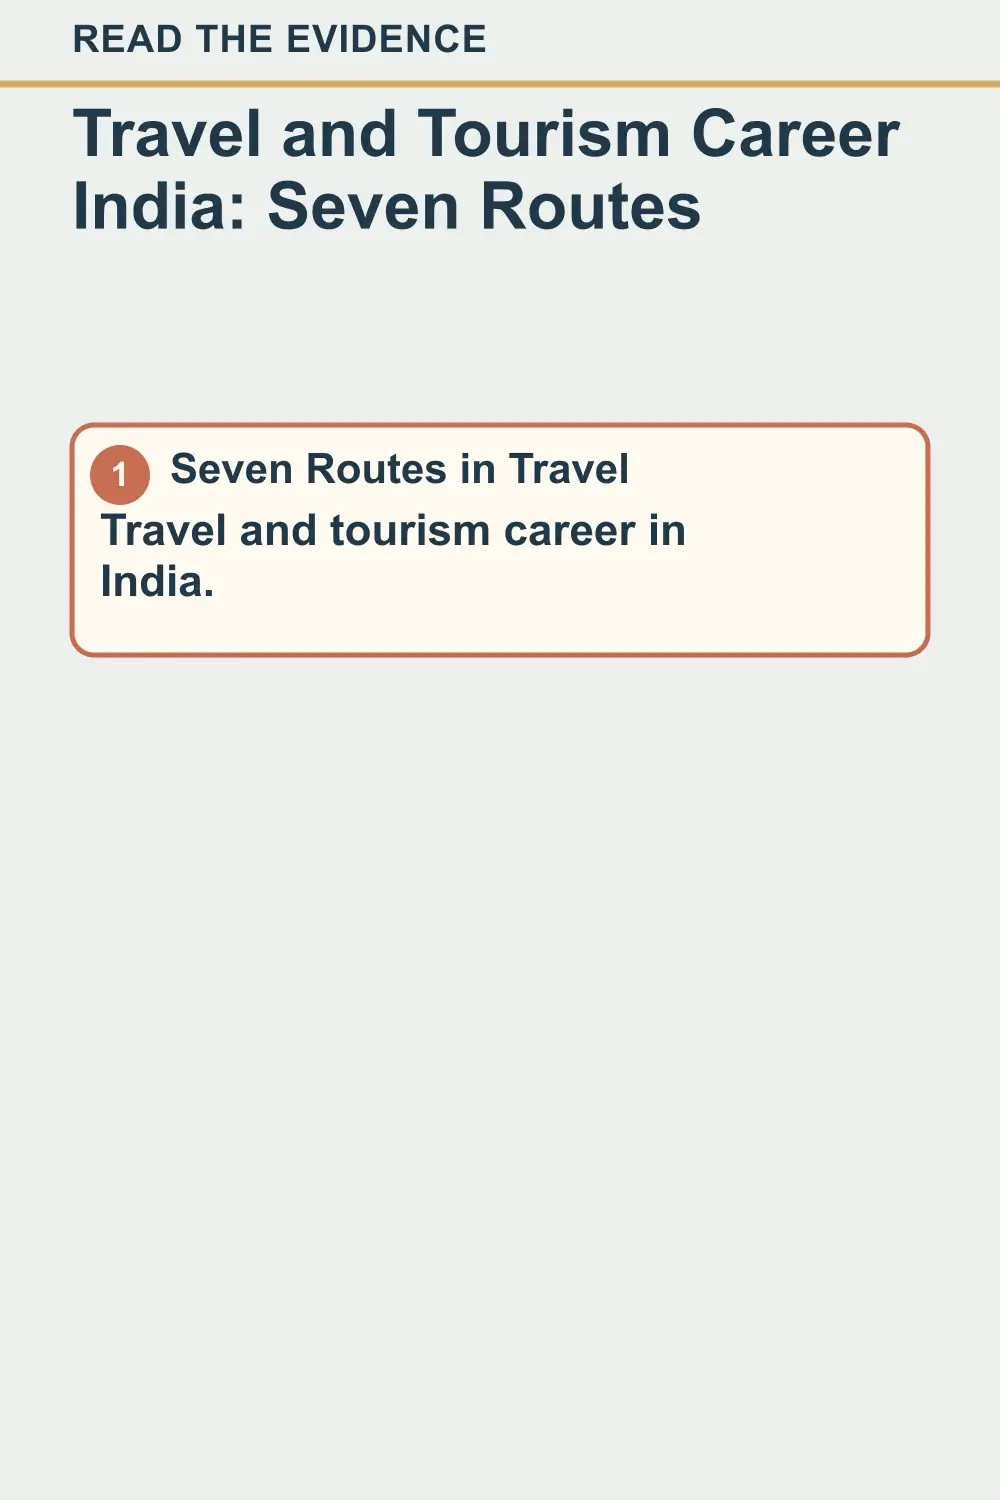 READ THE EVIDENCE
Travel and Tourism Career
India: Seven Routes
1 Seven Routes in Travel
Travel and tourism career in
India.